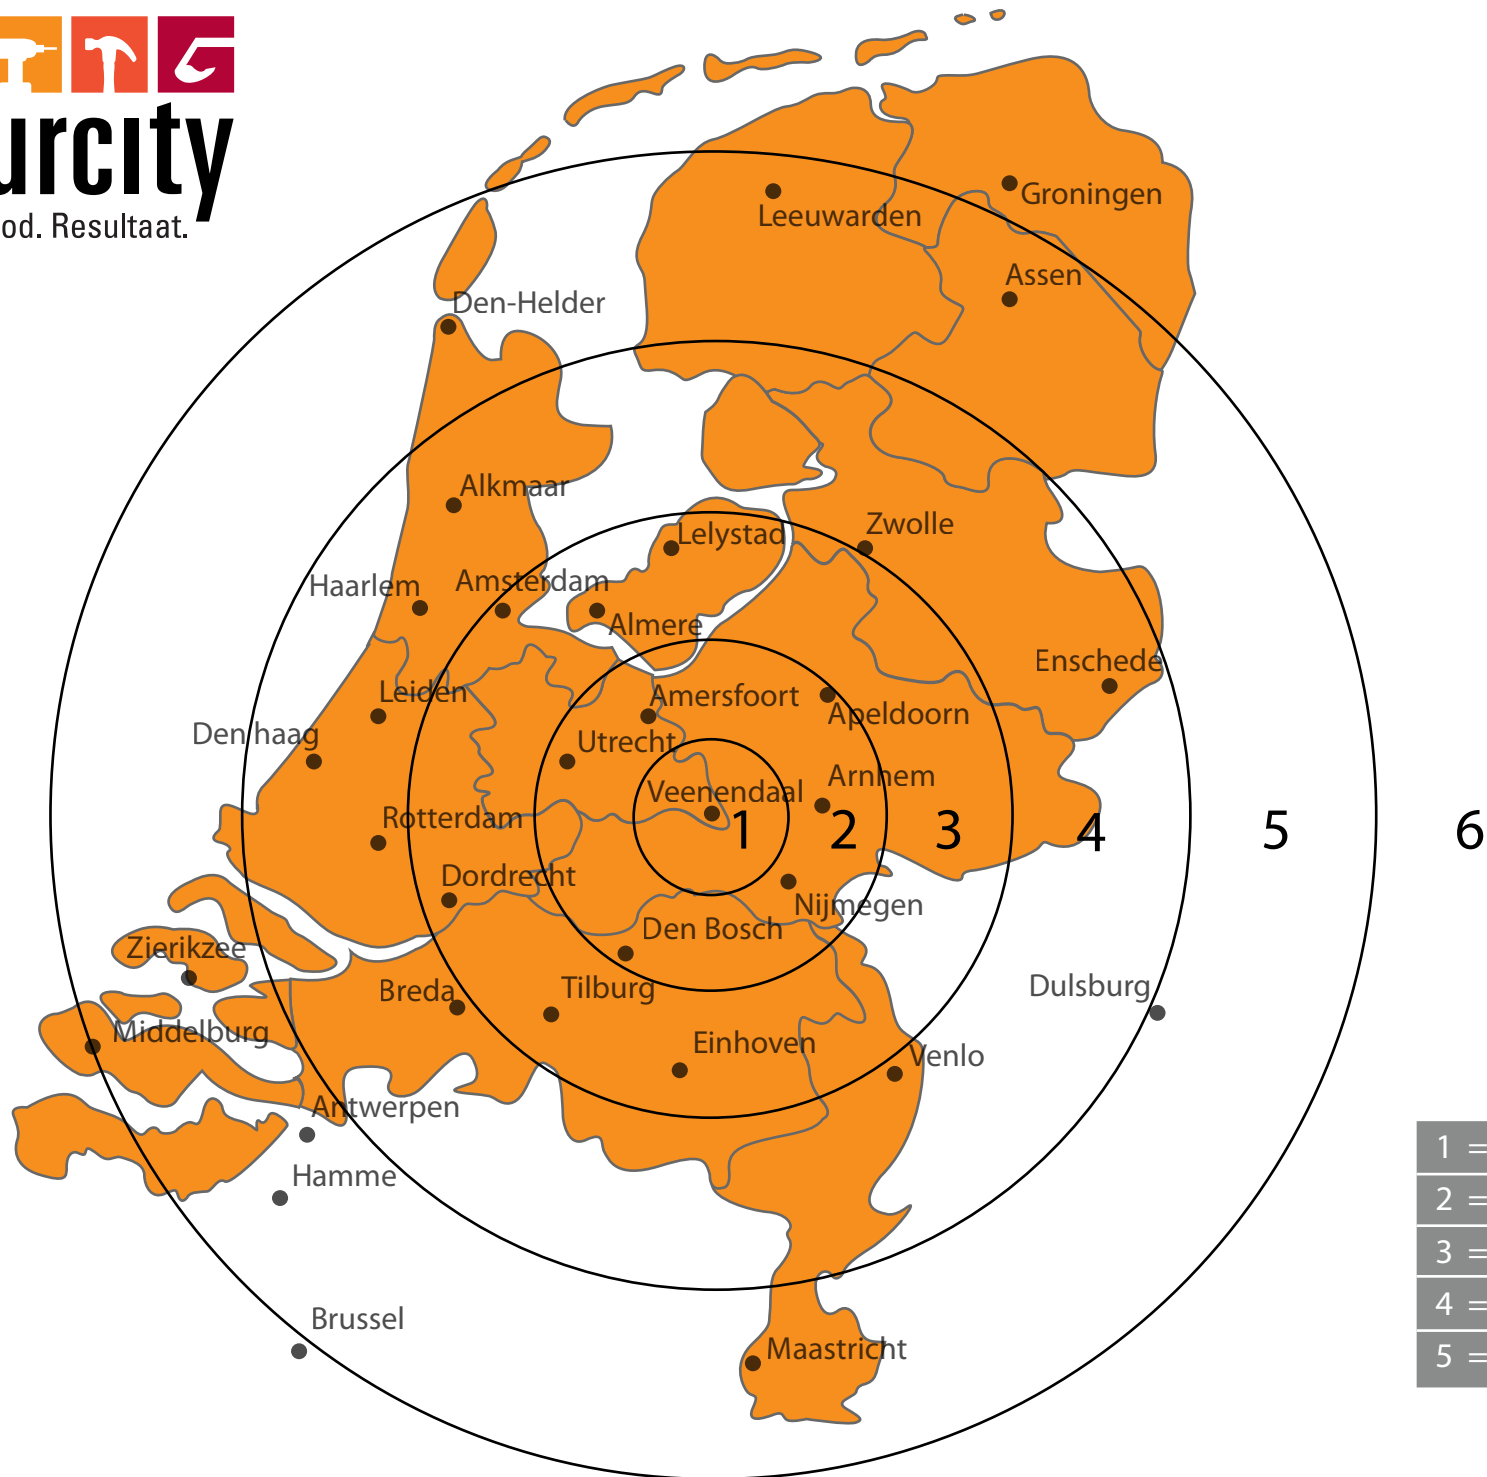 urcity
od. Resultaat.
Groningen
Leeuwarden
Assen
Den-Helder
Alkmaar
Zwolle
Lelystad
Haarlem
Amsterdam
Almere
Enschede
Leiden
Amersfoort
Apeldoorn
Den haag
Utrecht
Arnhem
Veenendaal
Rotterdam
1 2 3 4 5 6
Dordrecht
Nijmegen
Den Bosch
Zierikzee
Breda
Tilburg
Dulsburg
Middelburg
Einhoven
Venlo
Antwerpen
Hamme
Brussel
Maastricht
1 =
2 =
3 =
4 =
5 =